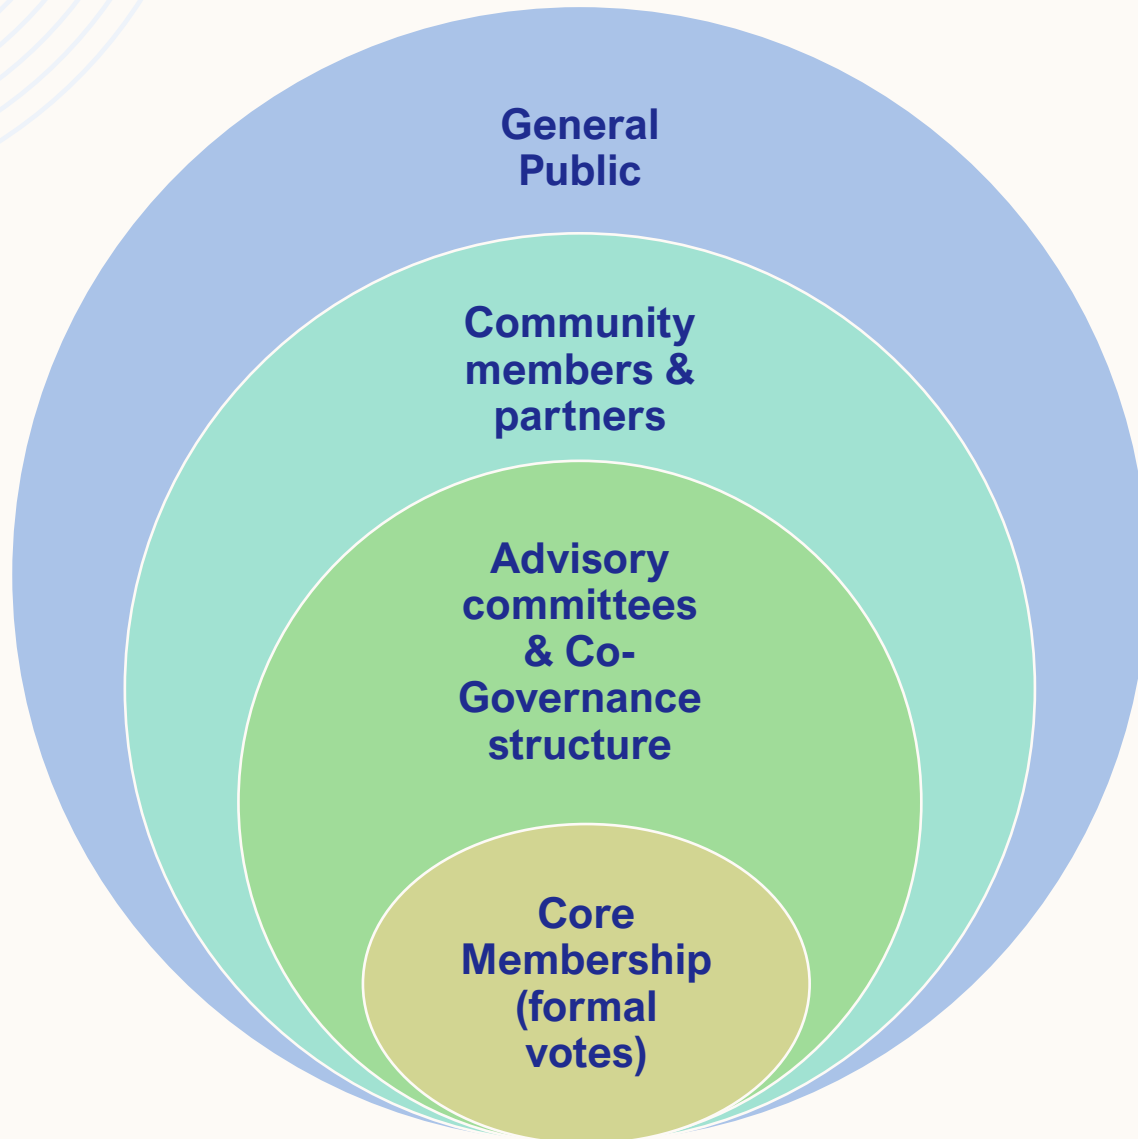 General
Public
Community
members &
partners
Advisory
committees
& Co-
Governance
structure
Core
Membership
(formal
votes)